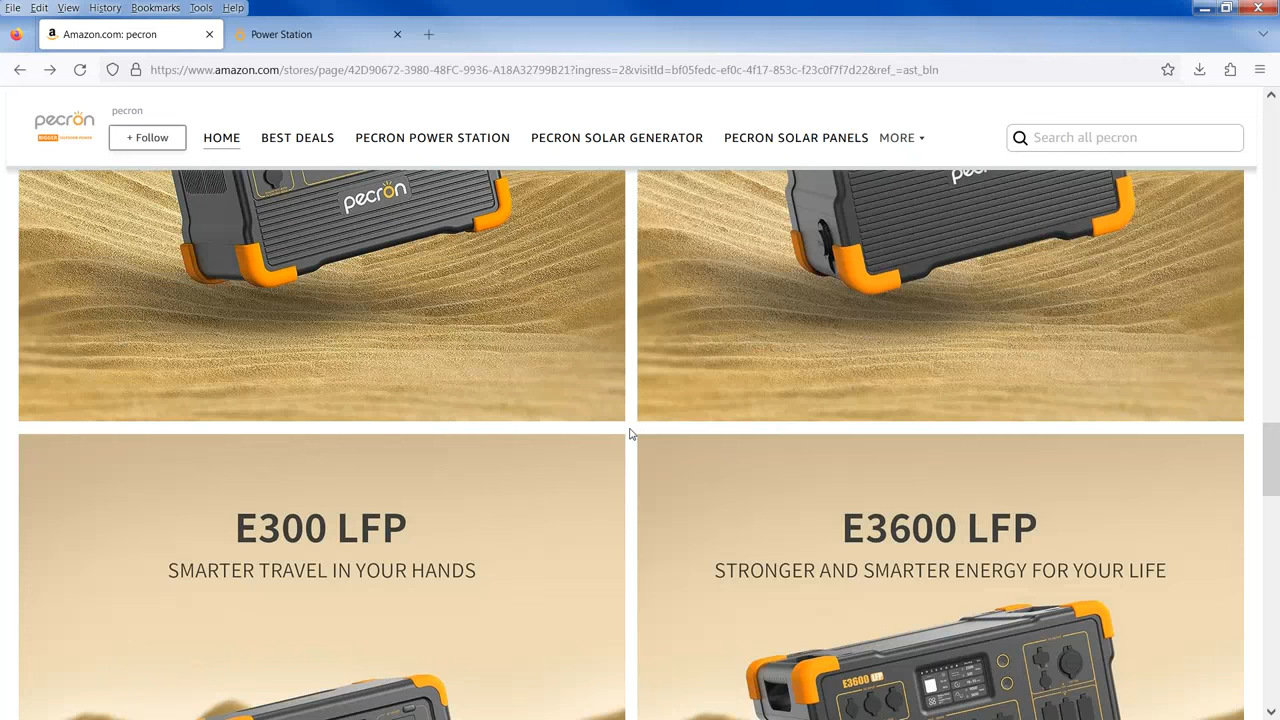 File Edit View History Bookmarks Tools Help
Amazon.com: pecron
Power Station
https://www.amazon.com/stores/page/42D90672-3980-48FC-9936-A18A32799B21?ingress=2&visitId=bf05fedc-ef0c-4f17-853c-f23c0f7f7d22&ref_=ast_bln
pecron
pecron
+ Follow
HOME BEST DEALS PECRON POWER STATION PECRON SOLAR GENERATOR PECRON SOLAR PANELS MORE
Search all pecron
pecron
E300 LFP
SMARTER TRAVEL IN YOUR HANDS
E3600 LFP
STRONGER AND SMARTER ENERGY FOR YOUR LIFE
E3600 LFP